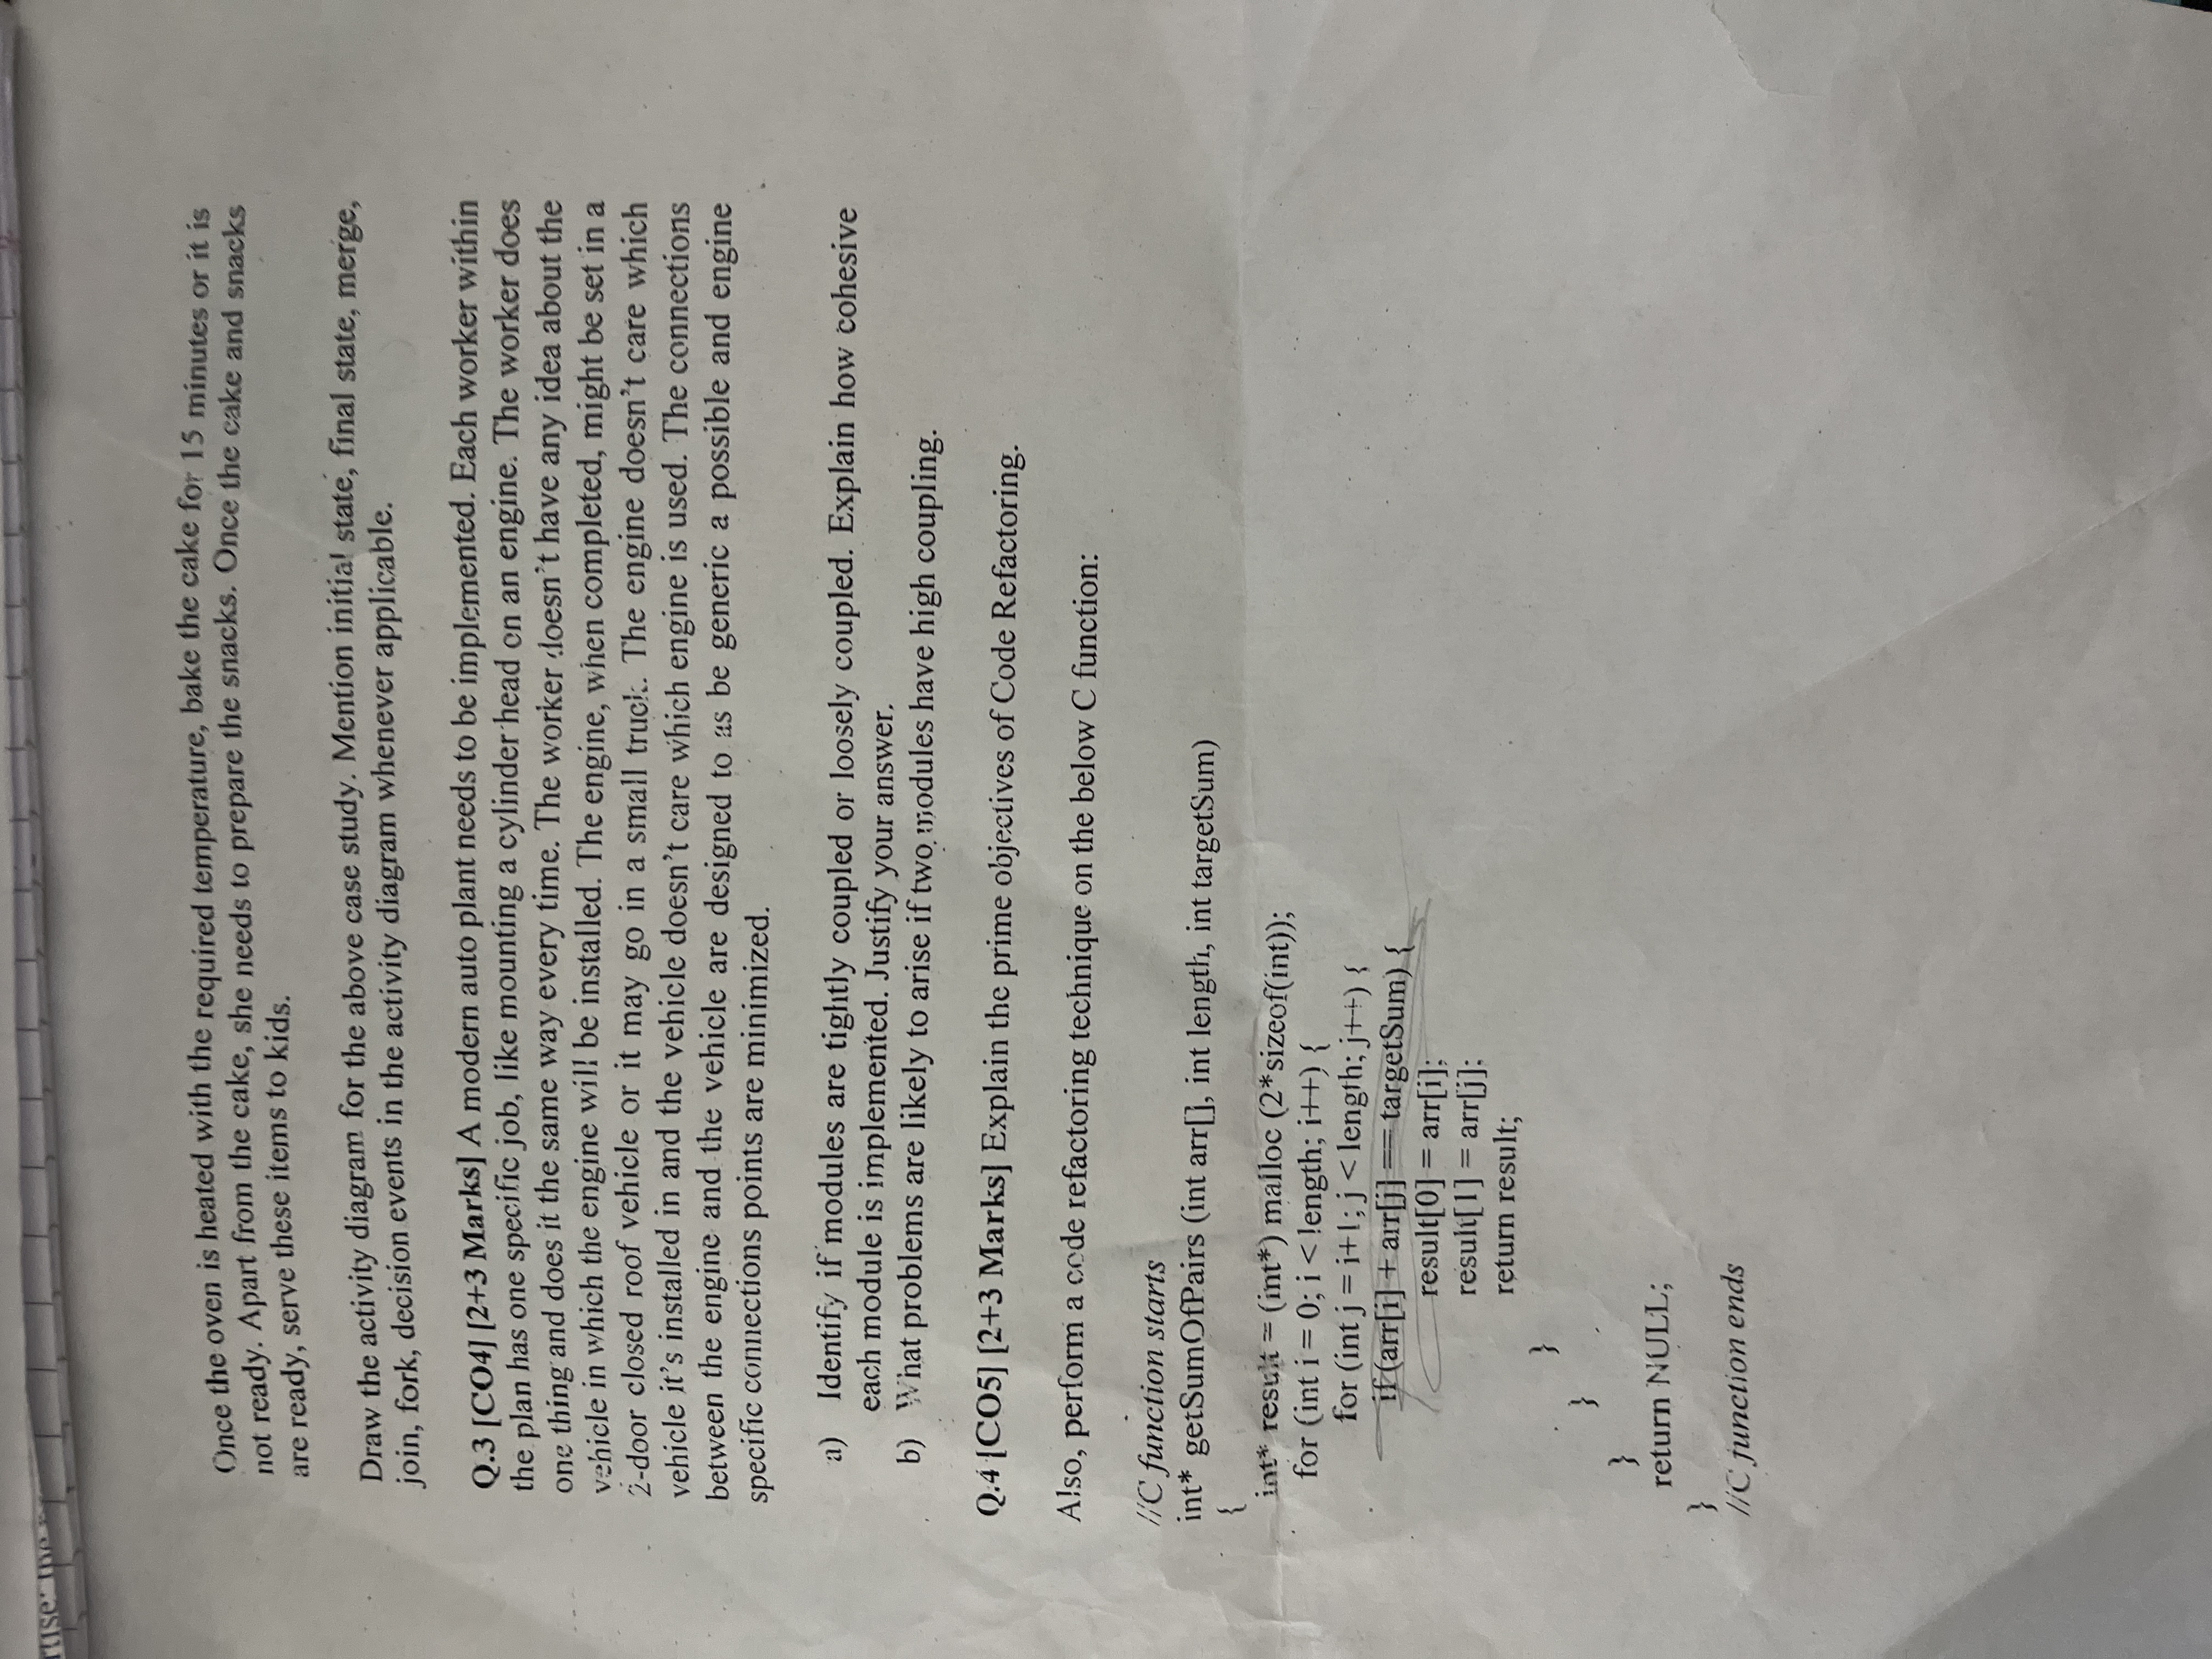 Once the oven is heated with the required temperature, bake the cake for 15 minutes or it is
not ready. Apart from the cake, she needs to prepare the snacks. Once the cake and snacks
are ready, serve these items to kids.
Draw the activity diagram for the above case study. Mention initial state, final state, merge,
join, fork, decision events in the activity diagram whenever applicable.
Q.3 [CO4] [2+3 Marks] A modern auto plant needs to be implemented. Each worker within
the plan has one specific job, like mounting a cylinder head on an engine. The worker does
one thing and does it the same way every time. The worker doesn't have any idea about the
vehicle in which the engine will be installed. The engine, when completed, might be set in a
2-door closed roof vehicle or it may go in a small truck. The engine doesn't care which
vehicle it's installed in and the vehicle doesn't care which engine is used. The connections
between the engine and the vehicle are designed to as be generic a possible and engine
specific connections points are minimized.
a) Identify if modules are tightly coupled or loosely coupled. Explain how cohesive
each module is implemented. Justify your answer.
b) What problems are likely to arise if two modules have high coupling.
Q.4 [CO5] [2+3 Marks] Explain the prime objectives of Code Refactoring.
Also, perform a code refactoring technique on the below C function:
//C function starts
int* getSumOfPairs (int arr[], int length, int targetSum)
{
int* result = (int*) malloc (2*sizeof(int));
for (int i = 0; i < length; i++) {
for (int j = i+1; j < length; j++) {
if (arr[i] + arr[j] == targetSum) {
result[0] = arr[i];
result[1] = arr[j];
return result;
}
}
}
return NULL;
}
//C function ends